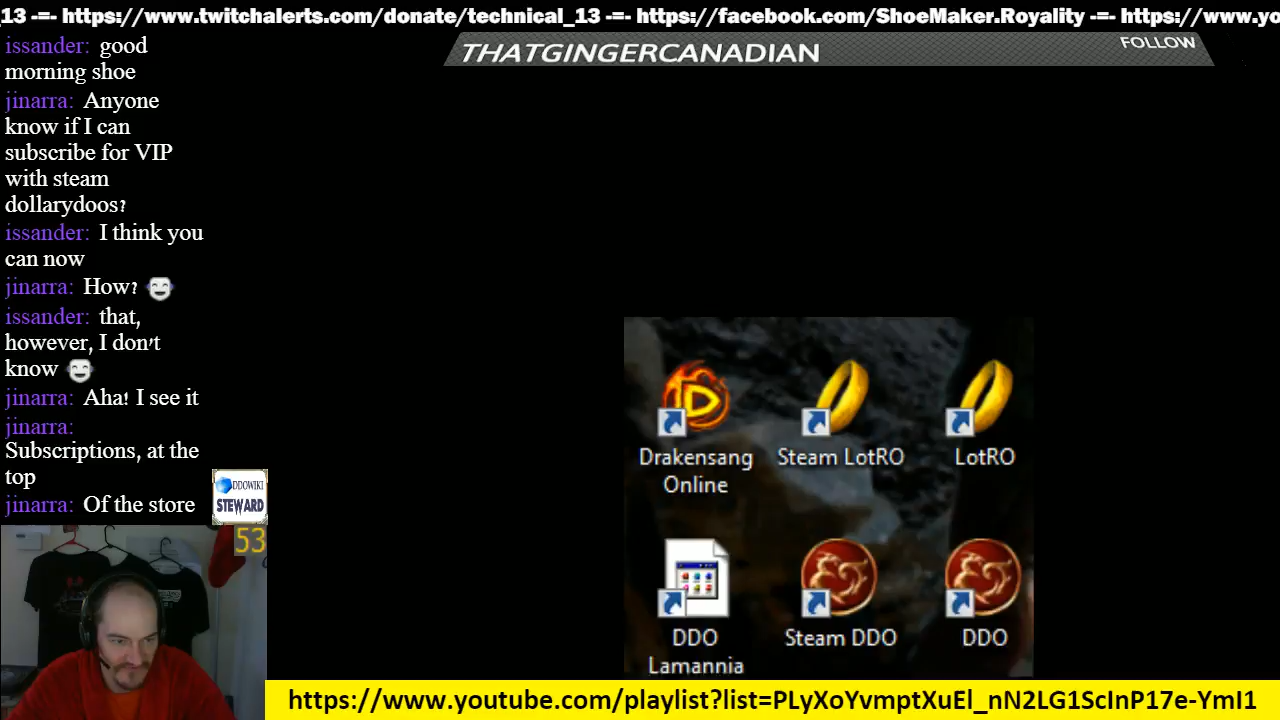 13 -=- https://www.twitchalerts.com/donate/technical_13 -=- https://facebook.com/ShoeMaker.Royality -=- https://www.yo
THATGINGERCANADIAN
FOLLOW
issander: good
morning shoe
jinarra: Anyone
know if I can
subscribe for VIP
with steam
dollarydoos?
issander: I think you
can now
jinarra: How?
issander: that,
however, I don't
know
jinarra: Aha! I see it
jinarra:
Subscriptions, at the
top
jinarra: Of the store
DDOWIKI
STEWARD
53
Drakensang
Online
Steam LotRO
LotRO
DDO
Lamannia
Steam DDO
DDO
https://www.youtube.com/playlist?list=PLyXoYvmptXuEl_nN2LG1ScInP17e-YmI1